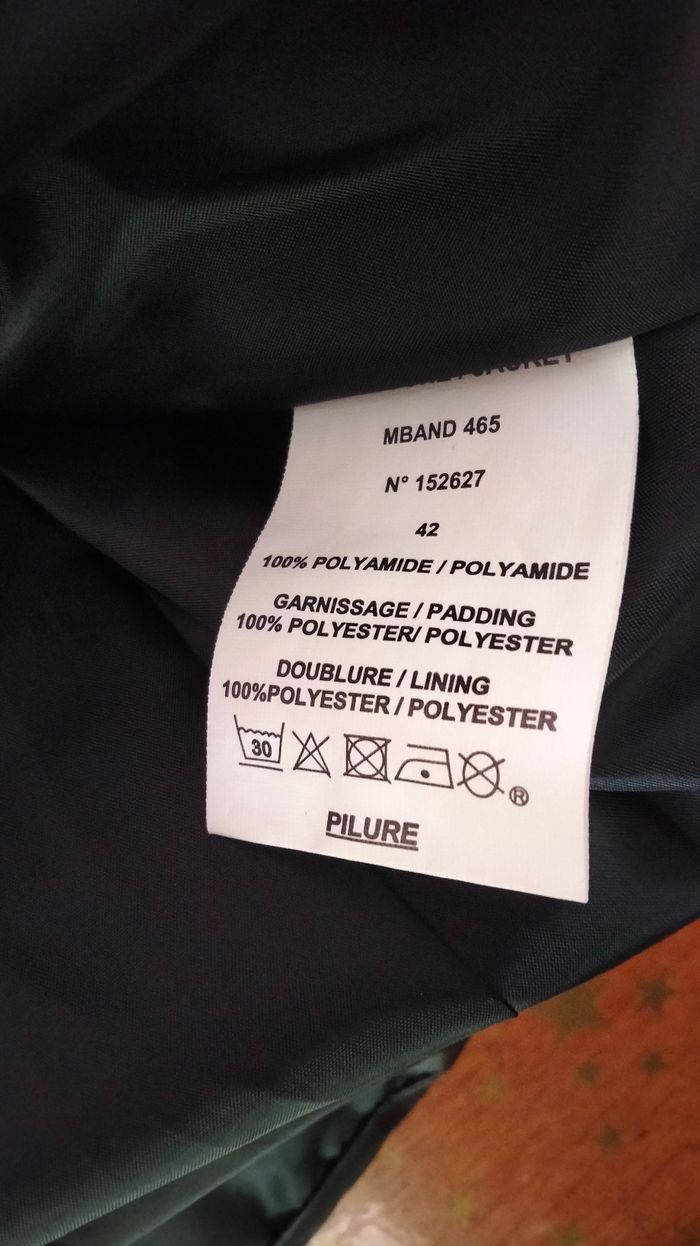 JACKET
MBAND 465
N° 152627
42
100% POLYAMIDE / POLYAMIDE
GARNISSAGE / PADDING
100% POLYESTER/ POLYESTER
DOUBLURE / LINING
100%POLYESTER / POLYESTER
30
®
PILURE